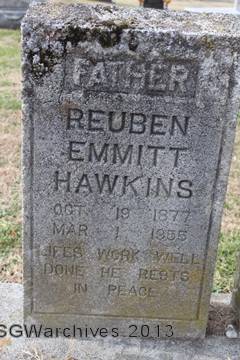 FATHER
REUBEN
EMMITT
HAWKINS
OCT. 19 1877
MAR. 1, 1955
LIFES WORK WELL
DONE HE RESTS
IN PEACE
SGWarchives 2013